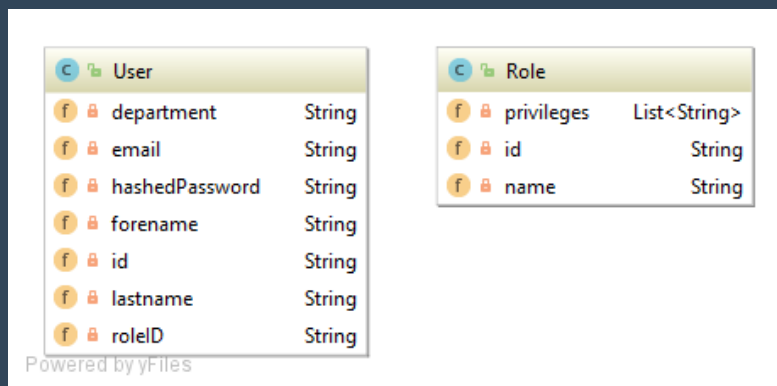 C User
f department String
f email String
f hashedPassword String
f forename String
f id String
f lastname String
f roleID String
C Role
f privileges List<String>
f id String
f name String
Powered by yFiles